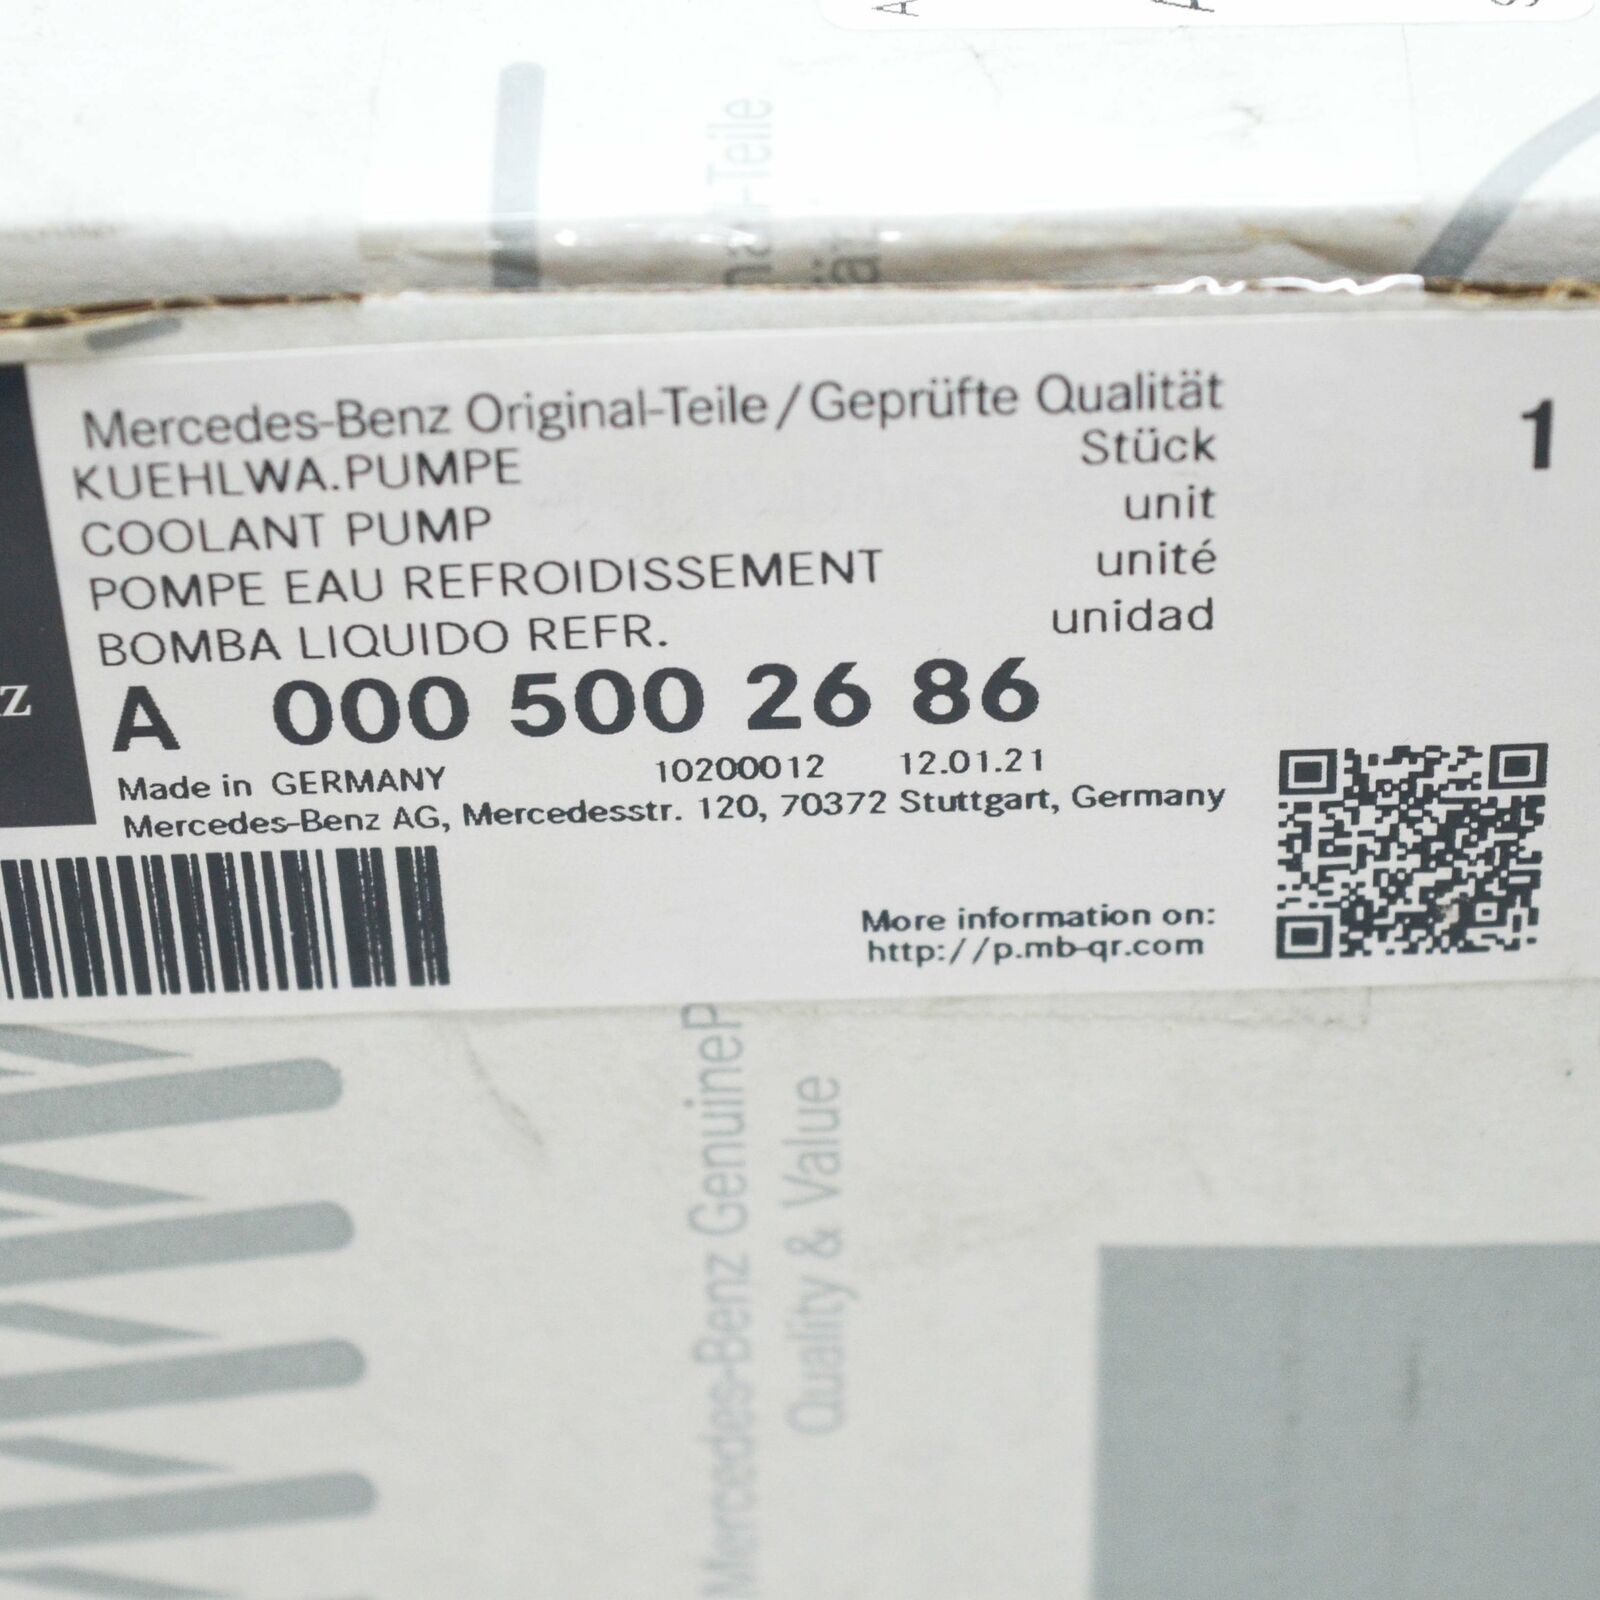 nal-Teile
Mercedes-Benz Original-Teile / Geprüfte Qualität
KUEHLWA.PUMPE Stück 1
COOLANT PUMP unit
POMPE EAU REFROIDISSEMENT unité
BOMBA LIQUIDO REFR. unidad
A 000 500 26 86
z
Made in GERMANY 10200012 12.01.21
Mercedes-Benz AG, Mercedesstr. 120, 70372 Stuttgart, Germany
More information on:
http://p.mb-qr.com
Mercedes-Benz GenuineP
Quality & Value